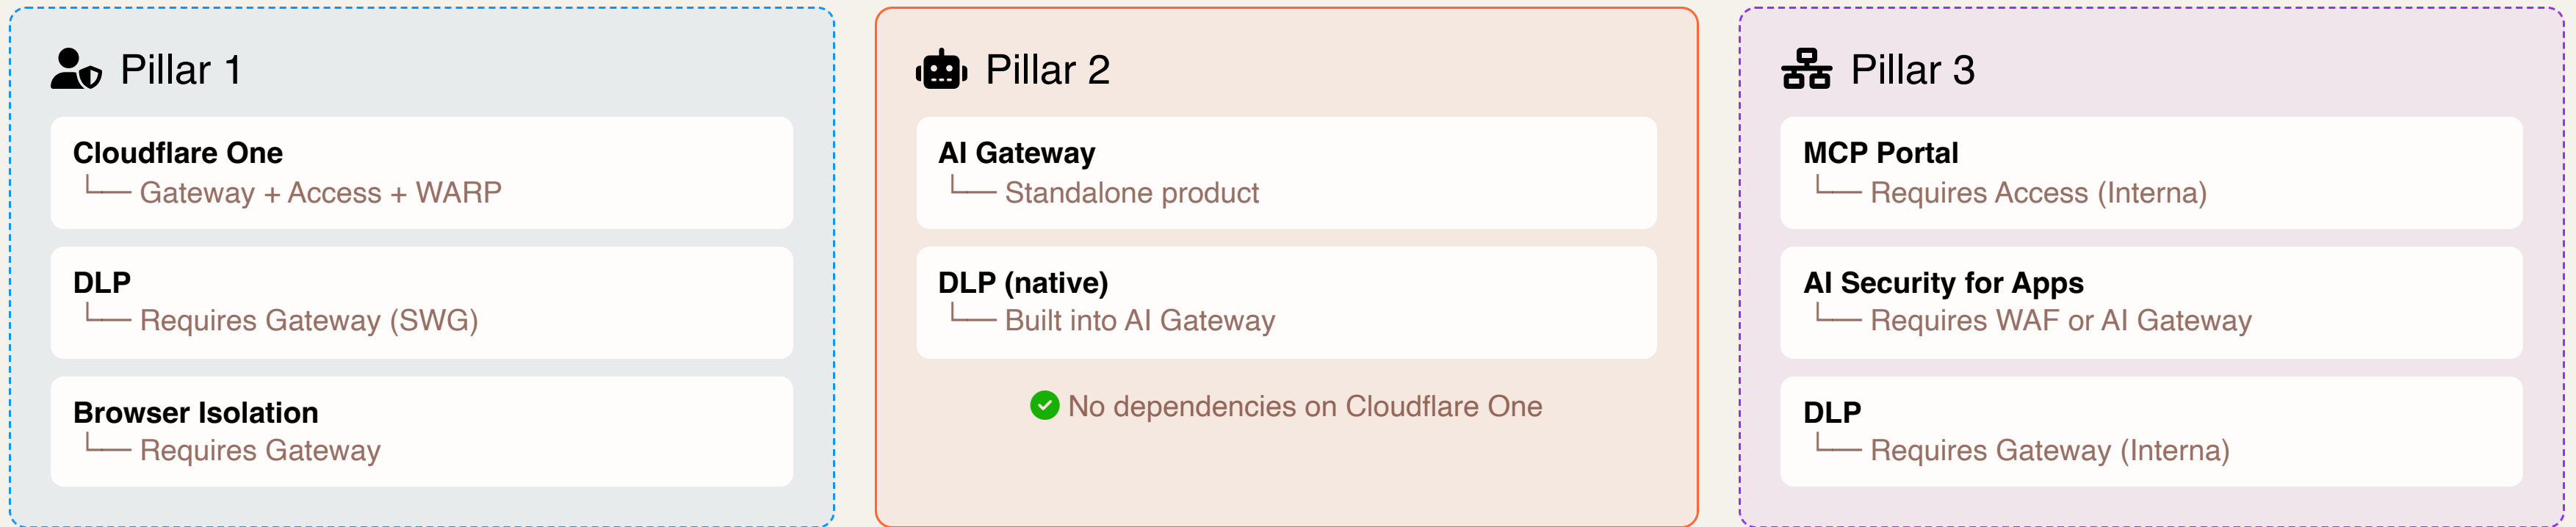 Pillar 1
Cloudflare One
Gateway + Access + WARP
DLP
Requires Gateway (SWG)
Browser Isolation
Requires Gateway
Pillar 2
AI Gateway
Standalone product
DLP (native)
Built into AI Gateway
No dependencies on Cloudflare One
Pillar 3
MCP Portal
Requires Access (Interna)
AI Security for Apps
Requires WAF or AI Gateway
DLP
Requires Gateway (Interna)